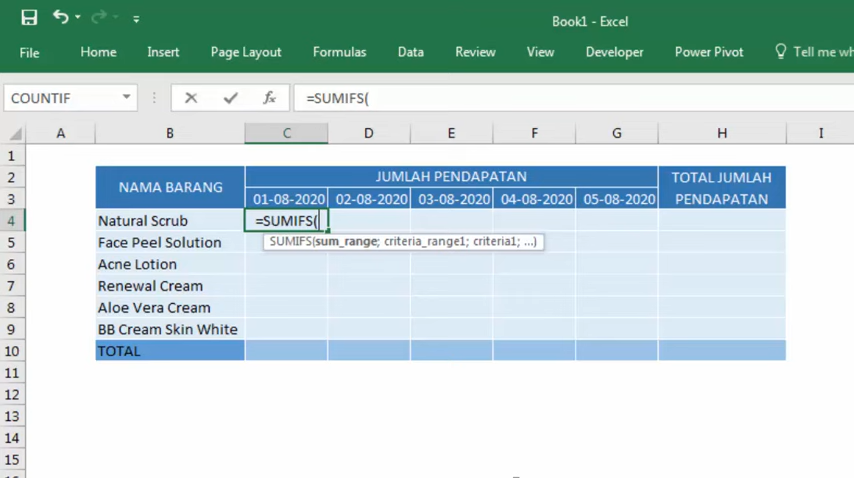 Book1 - Excel
File Home Insert Page Layout Formulas Data Review View Developer Power Pivot Tell me
COUNTIF fx =SUMIFS(
A B C D E F G H I
1
2 NAMA BARANG JUMLAH PENDAPATAN TOTAL JUMLAH PENDAPATAN
3 01-08-2020 02-08-2020 03-08-2020 04-08-2020 05-08-2020
4 Natural Scrub =SUMIFS(
SUMIFS(sum_range; criteria_range1; criteria1; ...)
5 Face Peel Solution
6 Acne Lotion
7 Renewal Cream
8 Aloe Vera Cream
9 BB Cream Skin White
10 TOTAL
11
12
13
14
15